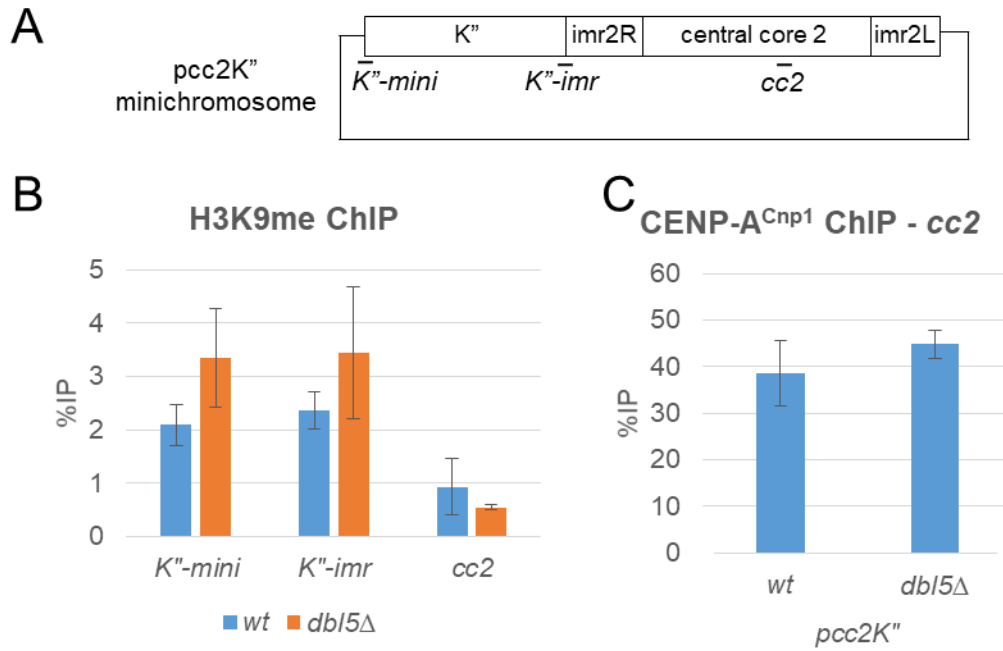 A
K” imr2R central core 2 imr2L
pcc2K”
minichromosome
K”-mini K”-imr cc2
B
H3K9me ChIP
5
4
3
2
1
0
%IP
K"-mini K"-imr cc2
wt dbl5Δ
C
CENP-ACnp1 ChIP - cc2
60
50
40
30
20
10
0
%IP
wt dbl5Δ
pcc2K"